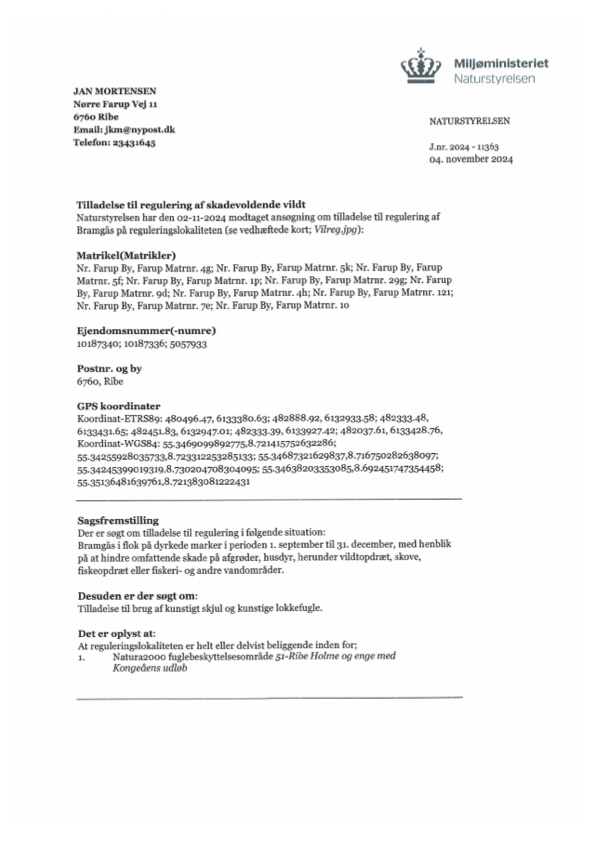 Miljøministeriet
Naturstyrelsen
JAN MORTENSEN
Nørre Farup Vej 11
6760 Ribe
Email: jkm@nypost.dk
Telefon: 23431645
NATURSTYRELSEN
J.nr. 2024 - 11363
04. november 2024
Tilladelse til regulering af skadevoldende vildt
Naturstyrelsen har den 02-11-2024 modtaget ansøgning om tilladelse til regulering af
Bramgås på reguleringslokaliteten (se vedhæftede kort; Vilreg.jpg):
Matrikel(Matrikler)
Nr. Farup By, Farup Matrnr. 4g; Nr. Farup By, Farup Matrnr. 5k; Nr. Farup By, Farup
Matrnr. 5f; Nr. Farup By, Farup Matrnr. 1p; Nr. Farup By, Farup Matrnr. 29g; Nr. Farup
By, Farup Matrnr. 9d; Nr. Farup By, Farup Matrnr. 4h; Nr. Farup By, Farup Matrnr. 121;
Nr. Farup By, Farup Matrnr. 7e; Nr. Farup By, Farup Matrnr. 10
Ejendomsnummer(-numre)
10187340; 10187336; 5057933
Postnr. og by
6760, Ribe
GPS koordinater
Koordinat-ETRS89: 480496.47, 6133380.63; 482888.92, 6132933.58; 482333.48,
6133431.65; 482451.83, 6132947.01; 482333.39, 6133927.42; 482037.61, 6133428.76,
Koordinat-WGS84: 55.3469099892775,8.721415752632286;
55.34255928035733,8.723312253285133; 55.34687321629837,8.716750282638097;
55.34245399019319,8.730204708304095; 55.34638203353085,8.692451747354458;
55.35136481639761,8.721383081222431
Sagsfremstilling
Der er søgt om tilladelse til regulering i følgende situation:
Bramgås i flok på dyrkede marker i perioden 1. september til 31. december, med henblik
på at hindre omfattende skade på afgrøder, husdyr, herunder vildtopdræt, skove,
fiskeopdræt eller fiskeri- og andre vandområder.
Desuden er der søgt om:
Tilladelse til brug af kunstigt skjul og kunstige lokkefugle.
Det er oplyst at:
At reguleringslokaliteten er helt eller delvist beliggende inden for;
1. Natura2000 fuglebeskyttelsesområde 51-Ribe Holme og enge med
Kongeåens udløb